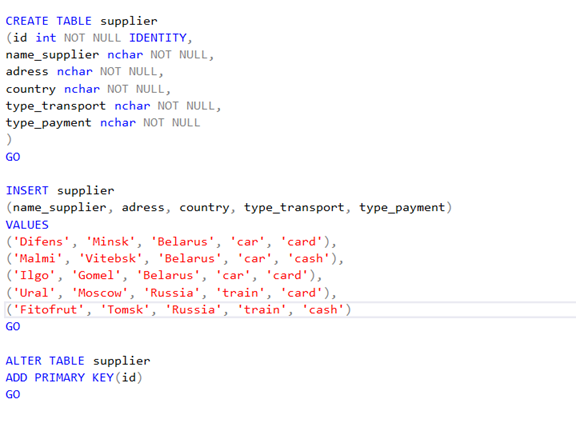 CREATE TABLE supplier
(id int NOT NULL IDENTITY,
name_supplier nchar NOT NULL,
adress nchar NOT NULL,
country nchar NOT NULL,
type_transport nchar NOT NULL,
type_payment nchar NOT NULL
)
GO
INSERT supplier
(name_supplier, adress, country, type_transport, type_payment)
VALUES
('Difens', 'Minsk', 'Belarus', 'car', 'card'),
('Malmi', 'Vitebsk', 'Belarus', 'car', 'cash'),
('Ilgo', 'Gomel', 'Belarus', 'car', 'card'),
('Ural', 'Moscow', 'Russia', 'train', 'card'),
('Fitofrut', 'Tomsk', 'Russia', 'train', 'cash')
GO
ALTER TABLE supplier
ADD PRIMARY KEY(id)
GO